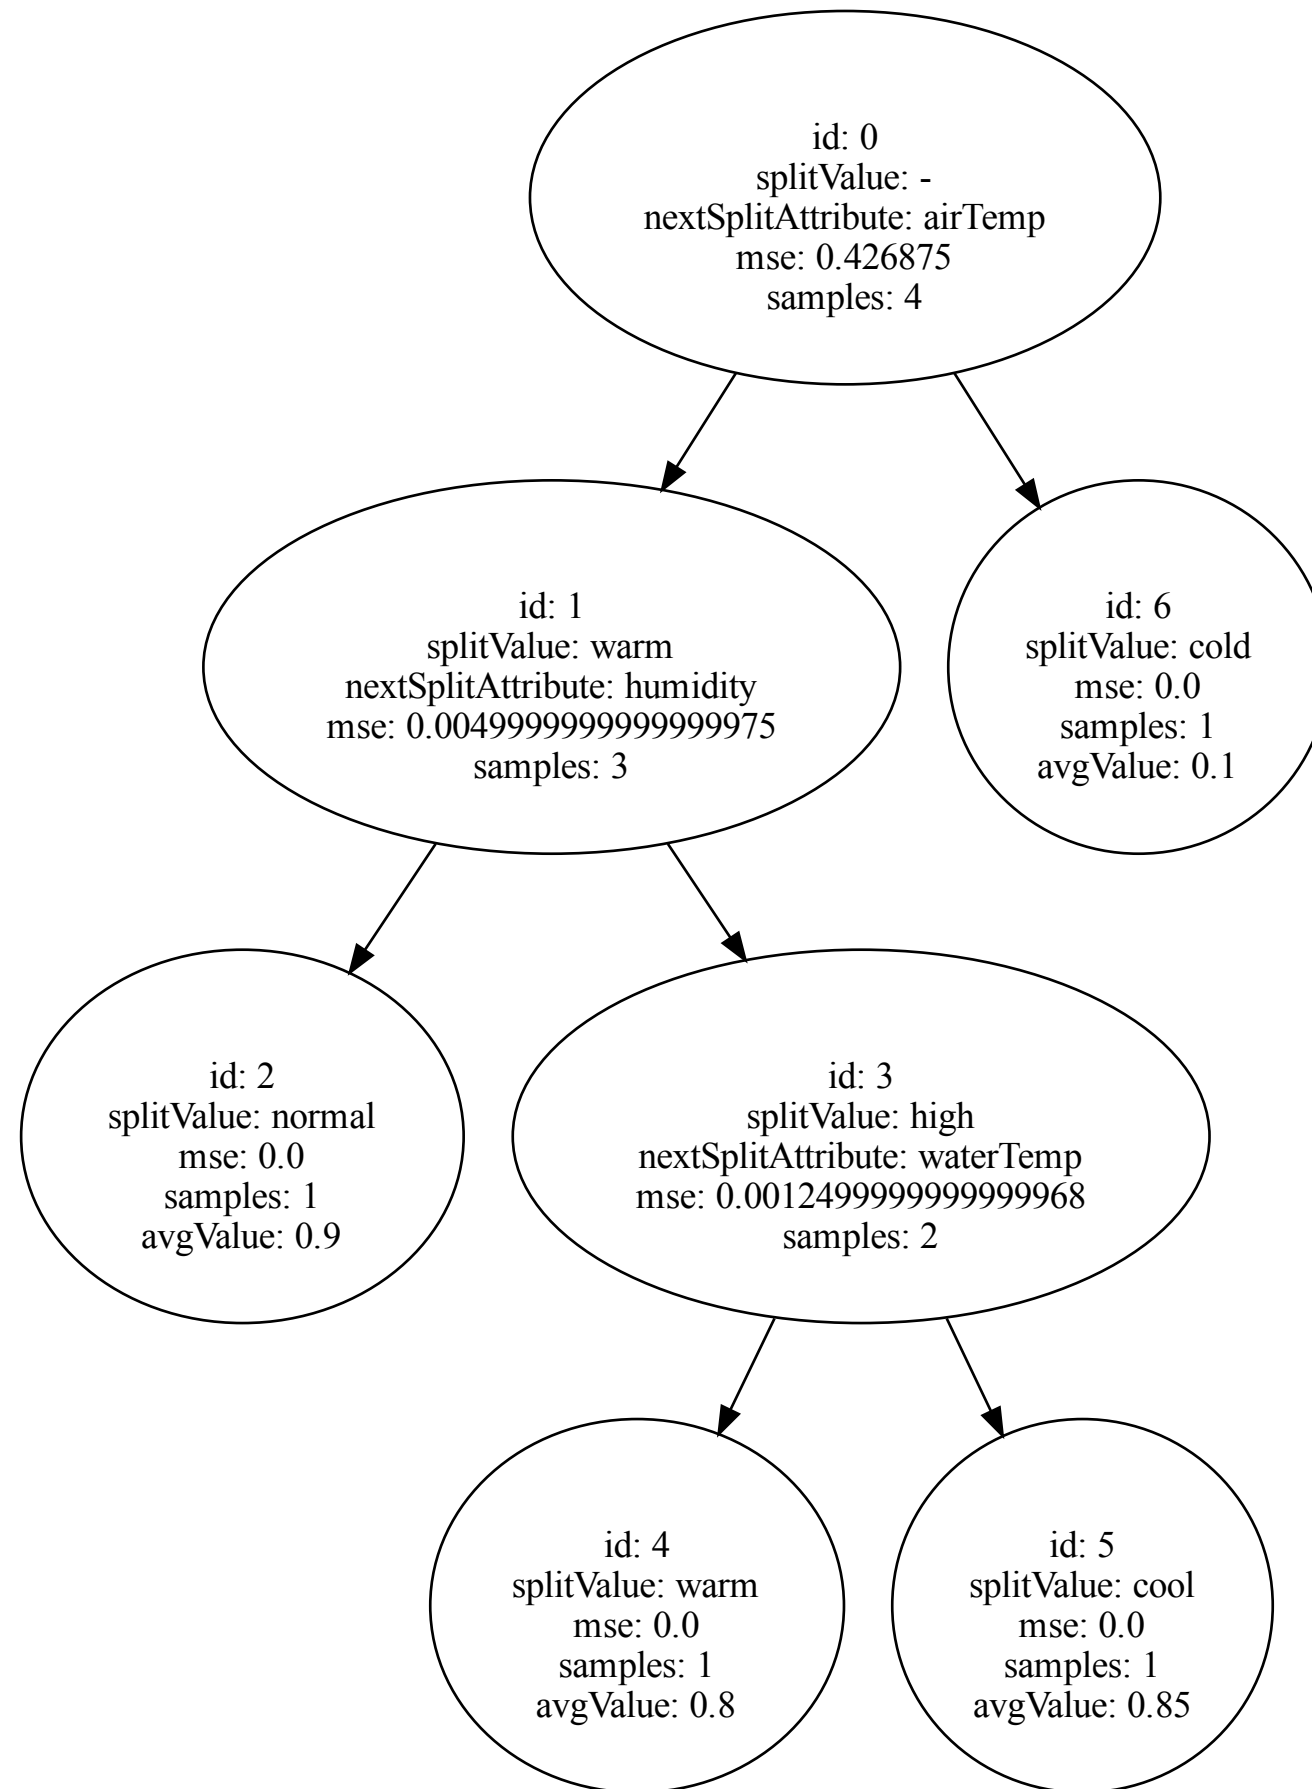 id: 0
splitValue: -
nextSplitAttribute: airTemp
mse: 0.426875
samples: 4
id: 1
splitValue: warm
nextSplitAttribute: humidity
mse: 0.0049999999999999975
samples: 3
id: 6
splitValue: cold
mse: 0.0
samples: 1
avgValue: 0.1
id: 2
splitValue: normal
mse: 0.0
samples: 1
avgValue: 0.9
id: 3
splitValue: high
nextSplitAttribute: waterTemp
mse: 0.0012499999999999968
samples: 2
id: 4
splitValue: warm
mse: 0.0
samples: 1
avgValue: 0.8
id: 5
splitValue: cool
mse: 0.0
samples: 1
avgValue: 0.85